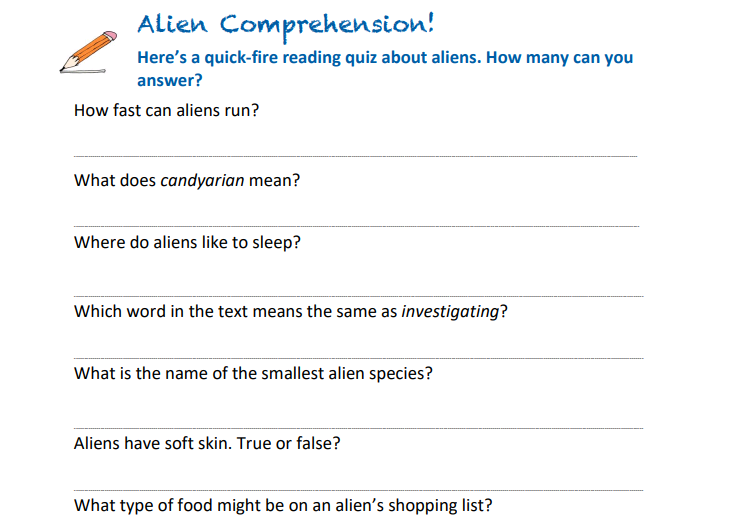 Alien Comprehension!
Here’s a quick-fire reading quiz about aliens. How many can you
answer?
How fast can aliens run?
What does candyarian mean?
Where do aliens like to sleep?
Which word in the text means the same as investigating?
What is the name of the smallest alien species?
Aliens have soft skin. True or false?
What type of food might be on an alien’s shopping list?